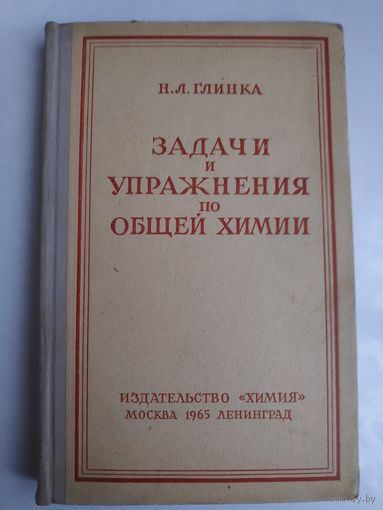 Н.Л.ГЛИНКА
ЗАДАЧИ
И
УПРАЖНЕНИЯ
ПО
ОБЩЕЙ ХИМИИ
ИЗДАТЕЛЬСТВО «ХИМИЯ»
МОСКВА 1965 ЛЕНИНГРАД